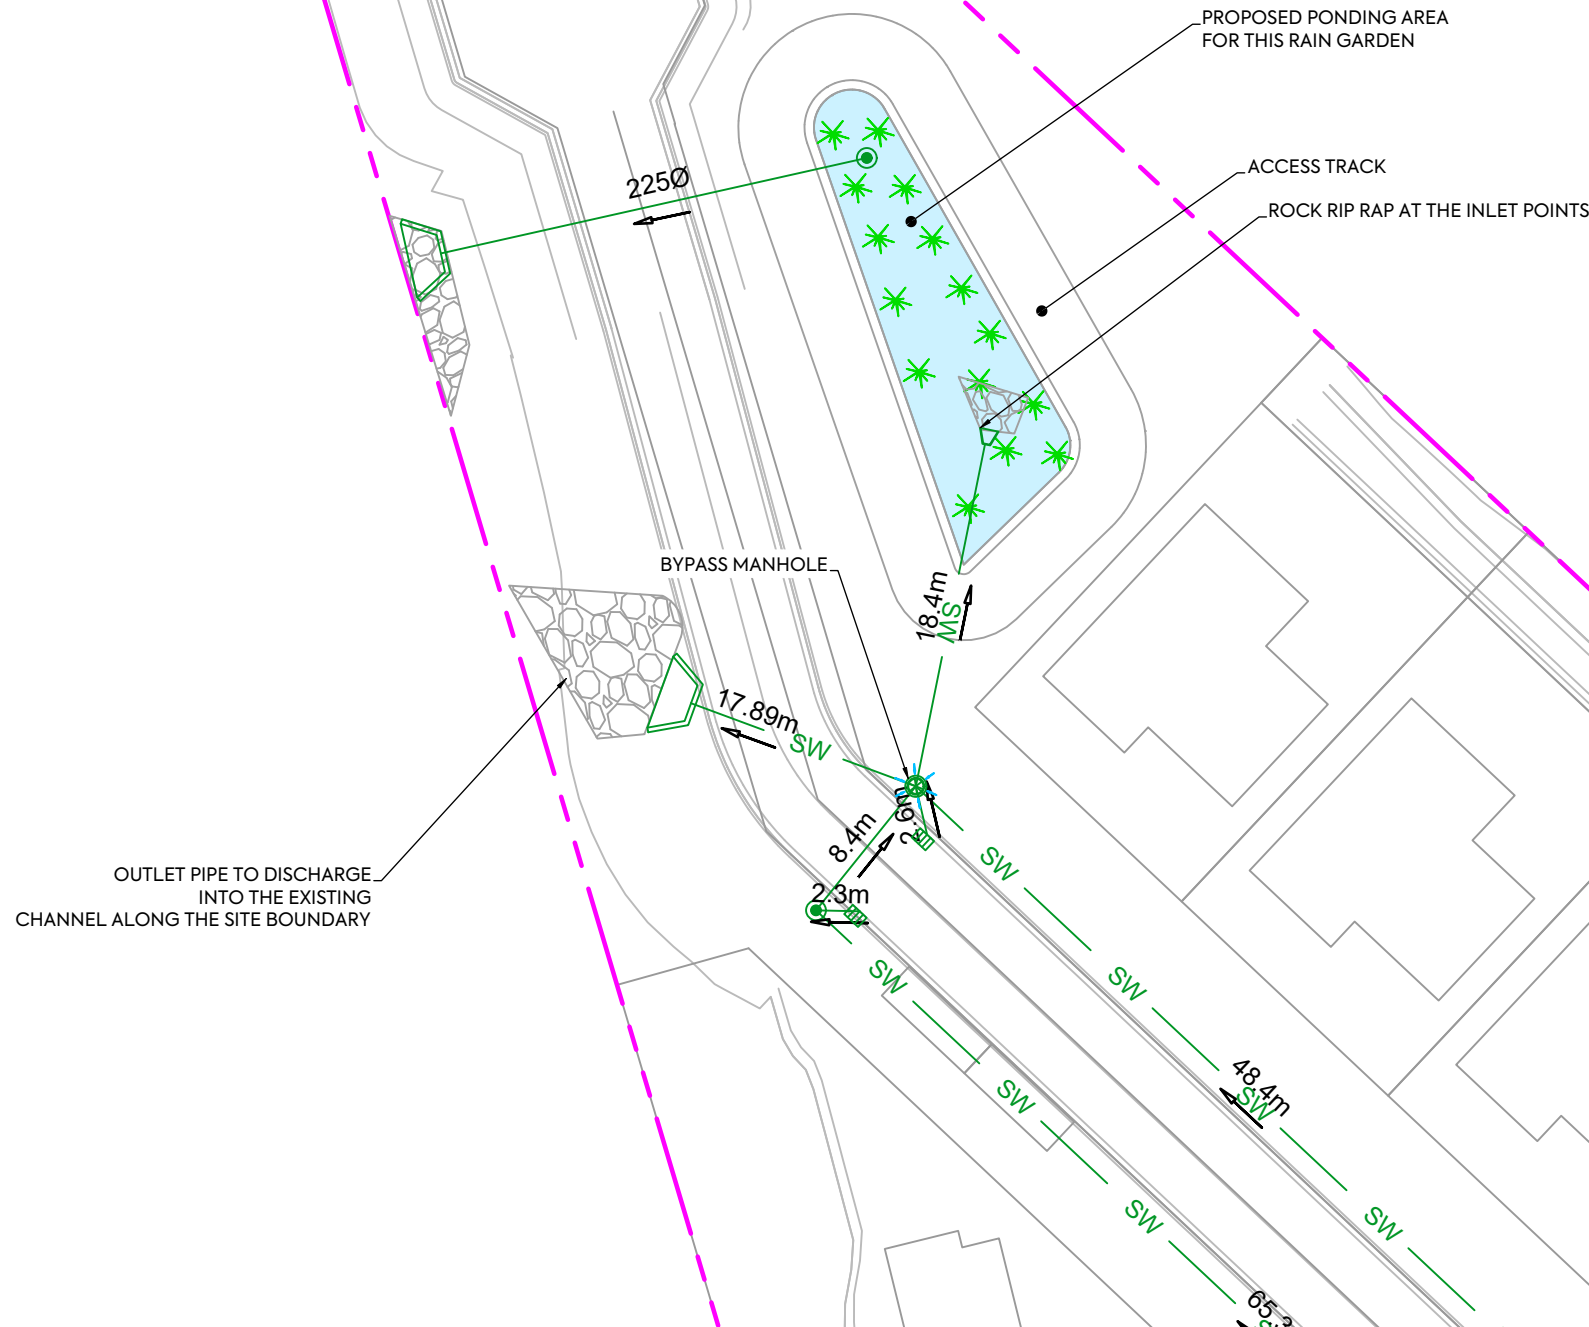 PROPOSED PONDING AREA
FOR THIS RAIN GARDEN
ACCESS TRACK
ROCK RIP RAP AT THE INLET POINTS
225Ø
BYPASS MANHOLE
18.4m
SW
17.89m
SW
8.4m
2.3m
OUTLET PIPE TO DISCHARGE
INTO THE EXISTING
CHANNEL ALONG THE SITE BOUNDARY
SW
SW
SW
SW
48.4m
SW
SW
SW